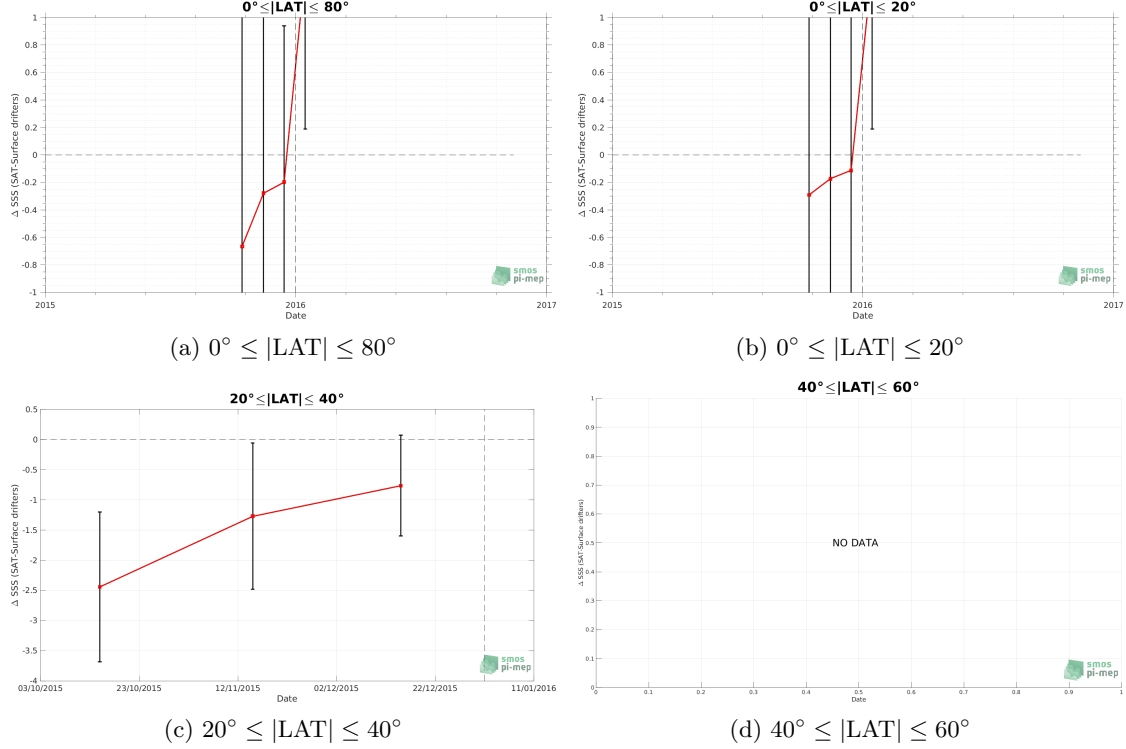 0°≤|LAT|≤ 80°
1
0.8
0.6
0.4
0.2
0
-0.2
-0.4
-0.6
-0.8
-1
Δ SSS (SAT-Surface drifters)
2015
2016
2017
Date
smos
pi-mep
(a) 0° ≤ |LAT| ≤ 80°
0°≤|LAT|≤ 20°
1
0.8
0.6
0.4
0.2
0
-0.2
-0.4
-0.6
-0.8
-1
Δ SSS (SAT-Surface drifters)
2015
2016
2017
Date
smos
pi-mep
(b) 0° ≤ |LAT| ≤ 20°
20°≤|LAT|≤ 40°
0.5
0
-0.5
-1
-1.5
-2
-2.5
-3
-3.5
-4
Δ SSS (SAT-Surface drifters)
03/10/2015
23/10/2015
12/11/2015
02/12/2015
22/12/2015
11/01/2016
Date
smos
pi-mep
(c) 20° ≤ |LAT| ≤ 40°
40°≤|LAT|≤ 60°
1
0.9
0.8
0.7
0.6
0.5
0.4
0.3
0.2
0.1
0
Δ SSS (SAT-Surface drifters)
NO DATA
0
0.1
0.2
0.3
0.4
0.5
0.6
0.7
0.8
0.9
1
Date
smos
pi-mep
(d) 40° ≤ |LAT| ≤ 60°